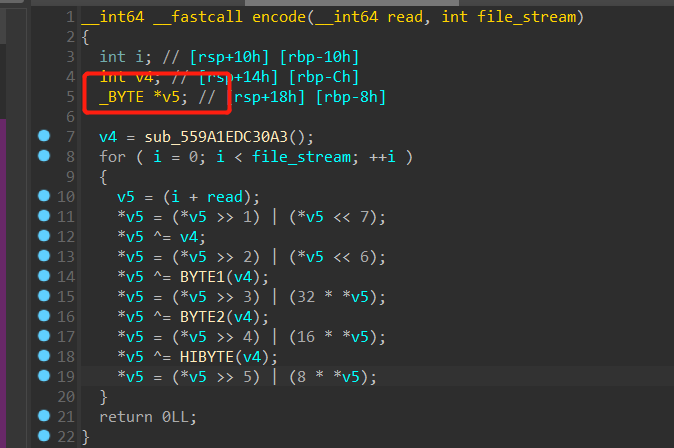 1 __int64 __fastcall encode(__int64 read, int file_stream)
2 {
3 int i; // [rsp+10h] [rbp-10h]
4 int v4; // [rsp+14h] [rbp-Ch]
5 _BYTE *v5; // [rsp+18h] [rbp-8h]
6
7 v4 = sub_559A1EDC30A3();
8 for ( i = 0; i < file_stream; ++i )
9 {
10 v5 = (i + read);
11 *v5 = (*v5 >> 1) | (*v5 << 7);
12 *v5 ^= v4;
13 *v5 = (*v5 >> 2) | (*v5 << 6);
14 *v5 ^= BYTE1(v4);
15 *v5 = (*v5 >> 3) | (32 * *v5);
16 *v5 ^= BYTE2(v4);
17 *v5 = (*v5 >> 4) | (16 * *v5);
18 *v5 ^= HIBYTE(v4);
19 *v5 = (*v5 >> 5) | (8 * *v5);
20 }
21 return 0LL;
22 }